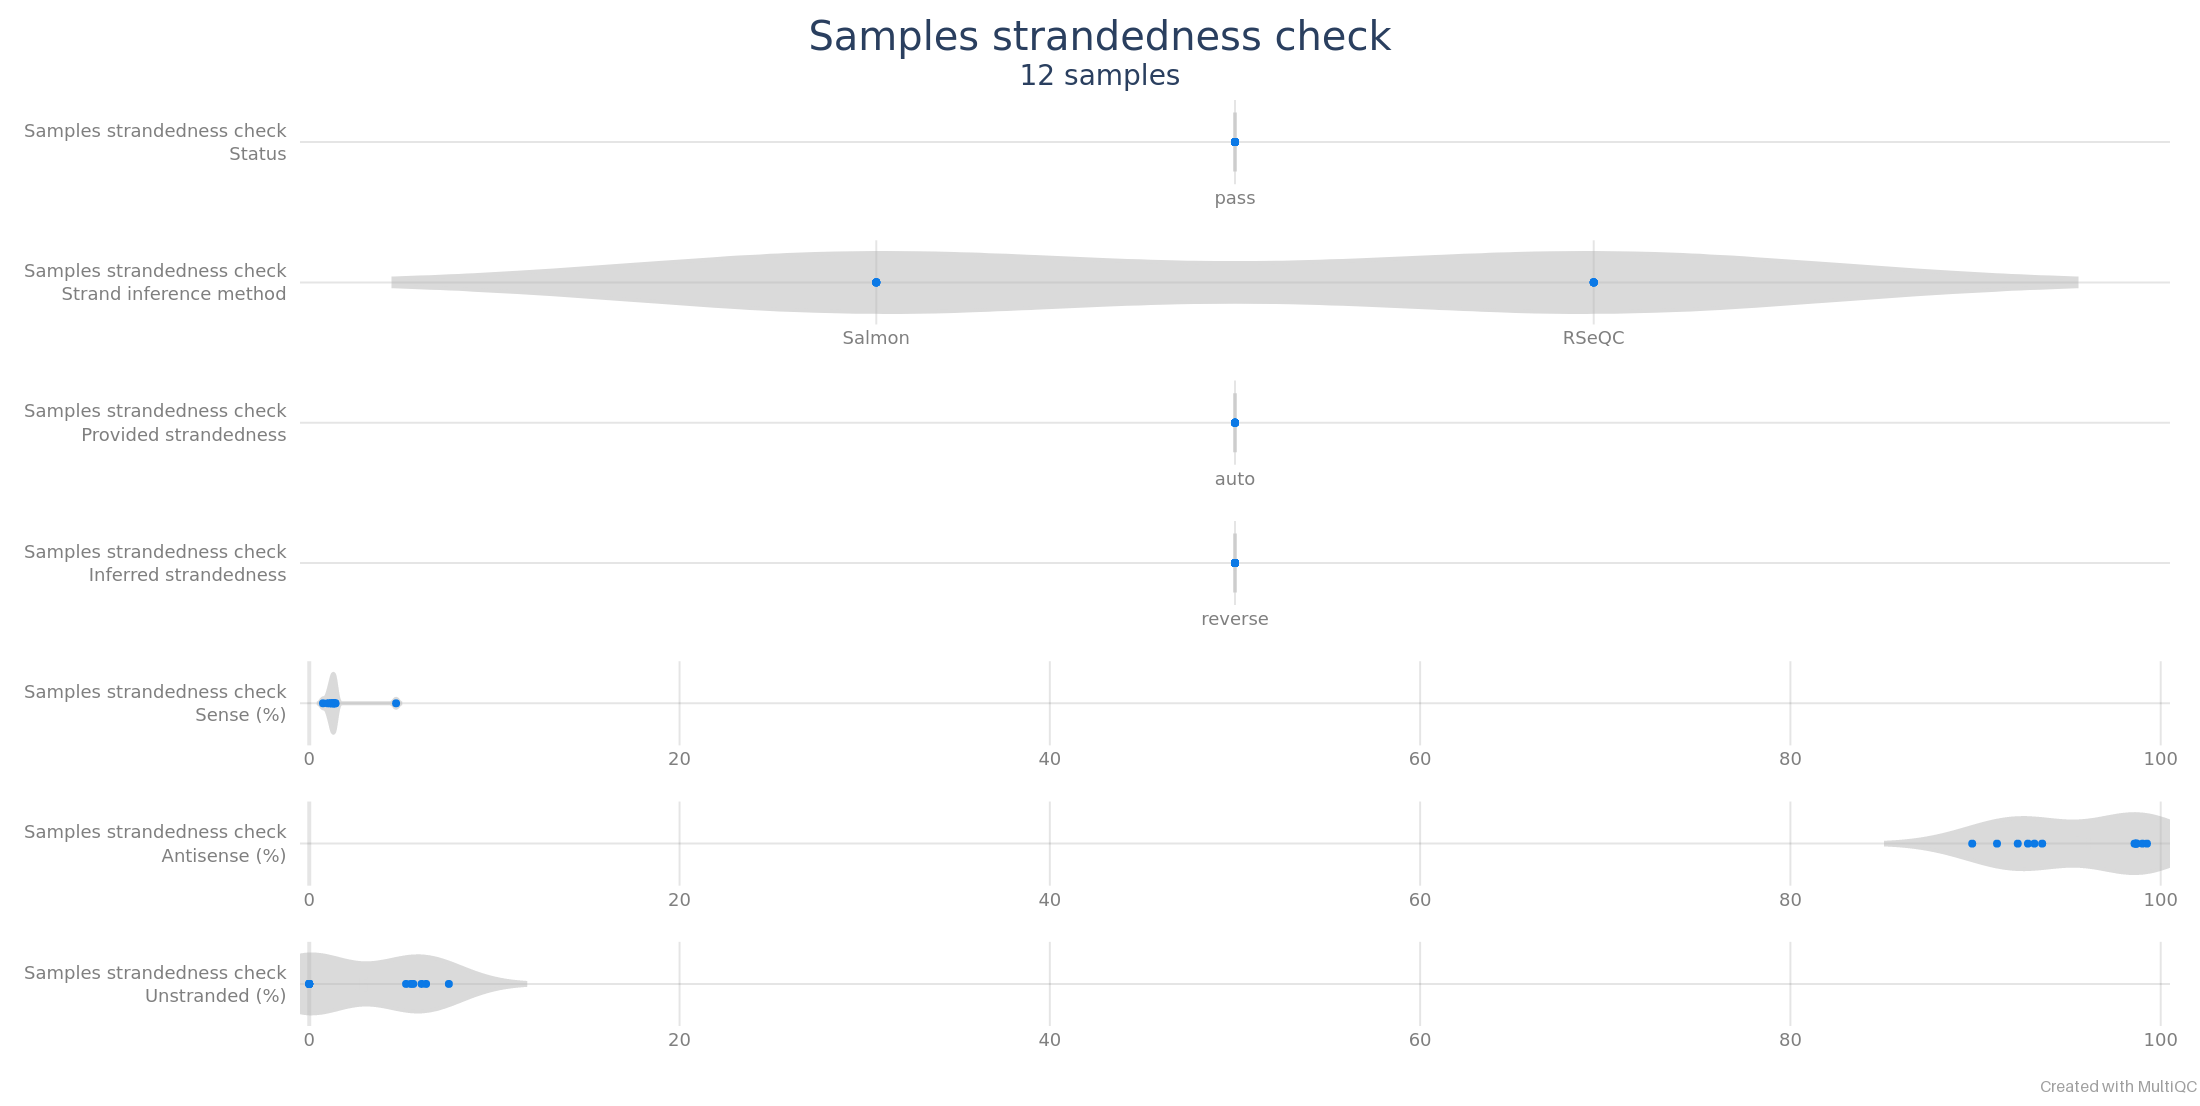 Samples strandedness check
12 samples
Samples strandedness check
Status
pass
Samples strandedness check
Strand inference method
Salmon RSeQC
Samples strandedness check
Provided strandedness
auto
Samples strandedness check
Inferred strandedness
reverse
Samples strandedness check
Sense (%)
0 20 40 60 80 100
Samples strandedness check
Antisense (%)
0 20 40 60 80 100
Samples strandedness check
Unstranded (%)
0 20 40 60 80 100
Created with MultiQC